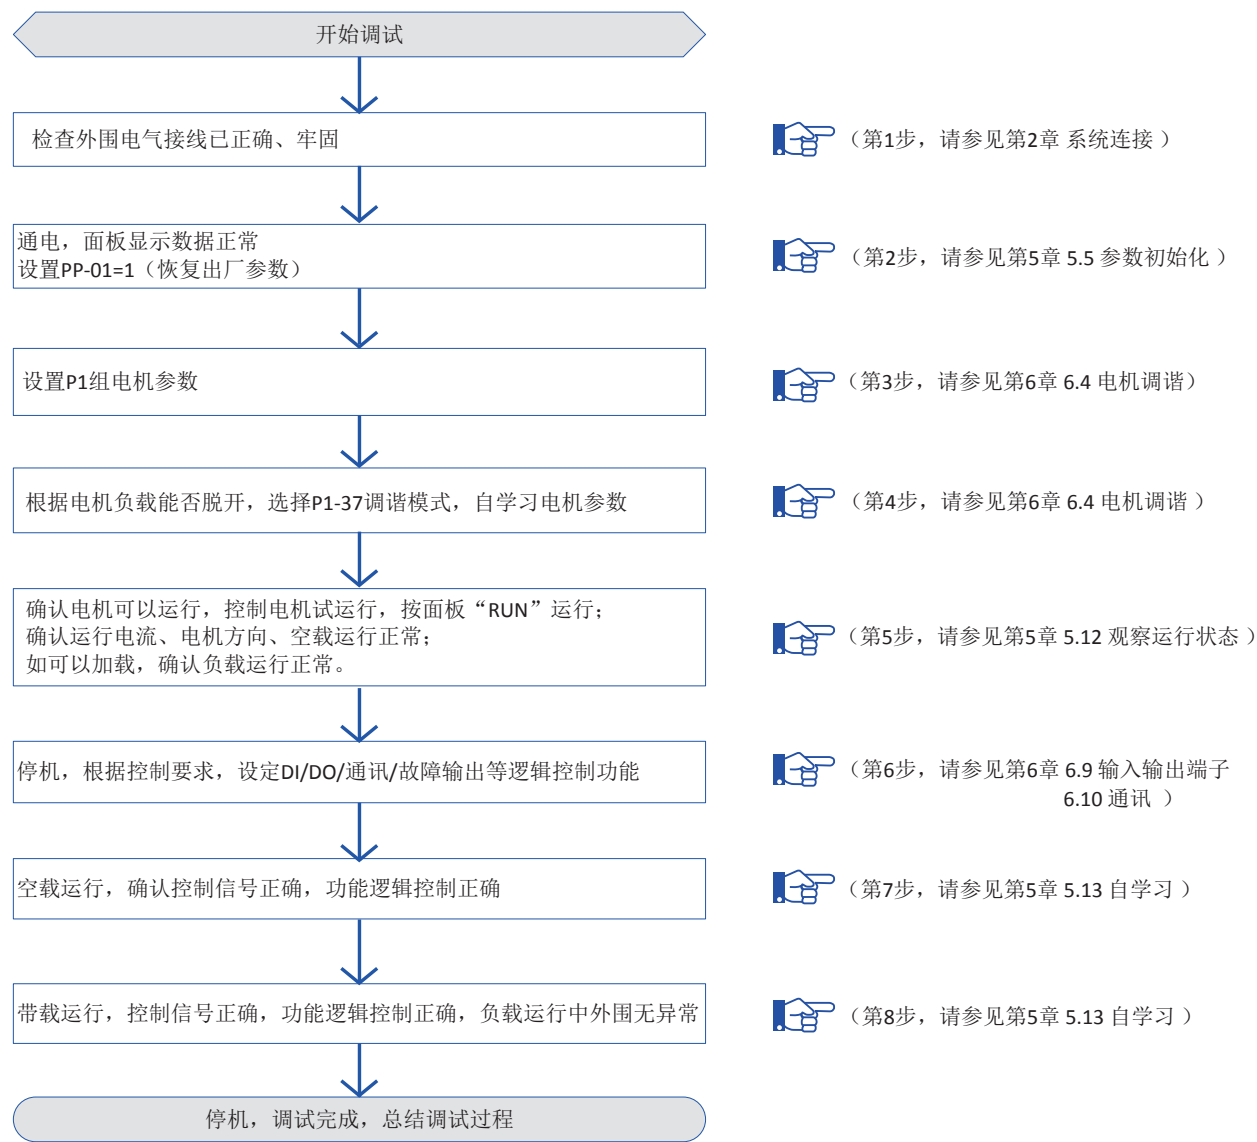 开始调试
检查外围电气接线已正确、牢固
（第1步，请参见第2章 系统连接 ）
通电，面板显示数据正常
设置PP-01=1（恢复出厂参数）
（第2步，请参见第5章 5.5 参数初始化 ）
设置P1组电机参数
（第3步，请参见第6章 6.4 电机调谐）
根据电机负载能否脱开，选择P1-37调谐模式，自学习电机参数
（第4步，请参见第6章 6.4 电机调谐 ）
确认电机可以运行，控制电机试运行，按面板“RUN”运行；
确认运行电流、电机方向、空载运行正常；
如可以加载，确认负载运行正常。
（第5步，请参见第5章 5.12 观察运行状态 ）
停机，根据控制要求，设定DI/DO/通讯/故障输出等逻辑控制功能
（第6步，请参见第6章 6.9 输入输出端子
6.10 通讯 ）
空载运行，确认控制信号正确，功能逻辑控制正确
（第7步，请参见第5章 5.13 自学习 ）
带载运行，控制信号正确，功能逻辑控制正确，负载运行中外围无异常
（第8步，请参见第5章 5.13 自学习 ）
停机，调试完成，总结调试过程